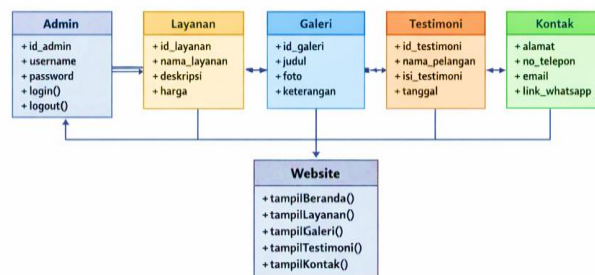 Admin
+ id_admin
+ username
+ password
+ login()
+ logout()
Layanan
+ id_layanan
+ nama_layanan
+ deskripsi
+ harga
Galeri
+ id_galeri
+ judul
+ foto
+ keterangan
Testimoni
+ id_testimoni
+ nama_pelangan
+ isi_testimoni
+ tanggal
Kontak
+ alamat
+ no_telepon
+ email
+ link_whatsapp
Website
+ tampilBeranda()
+ tampilLayanan()
+ tampilGaleri()
+ tampilTestimoni()
+ tampilKontak()